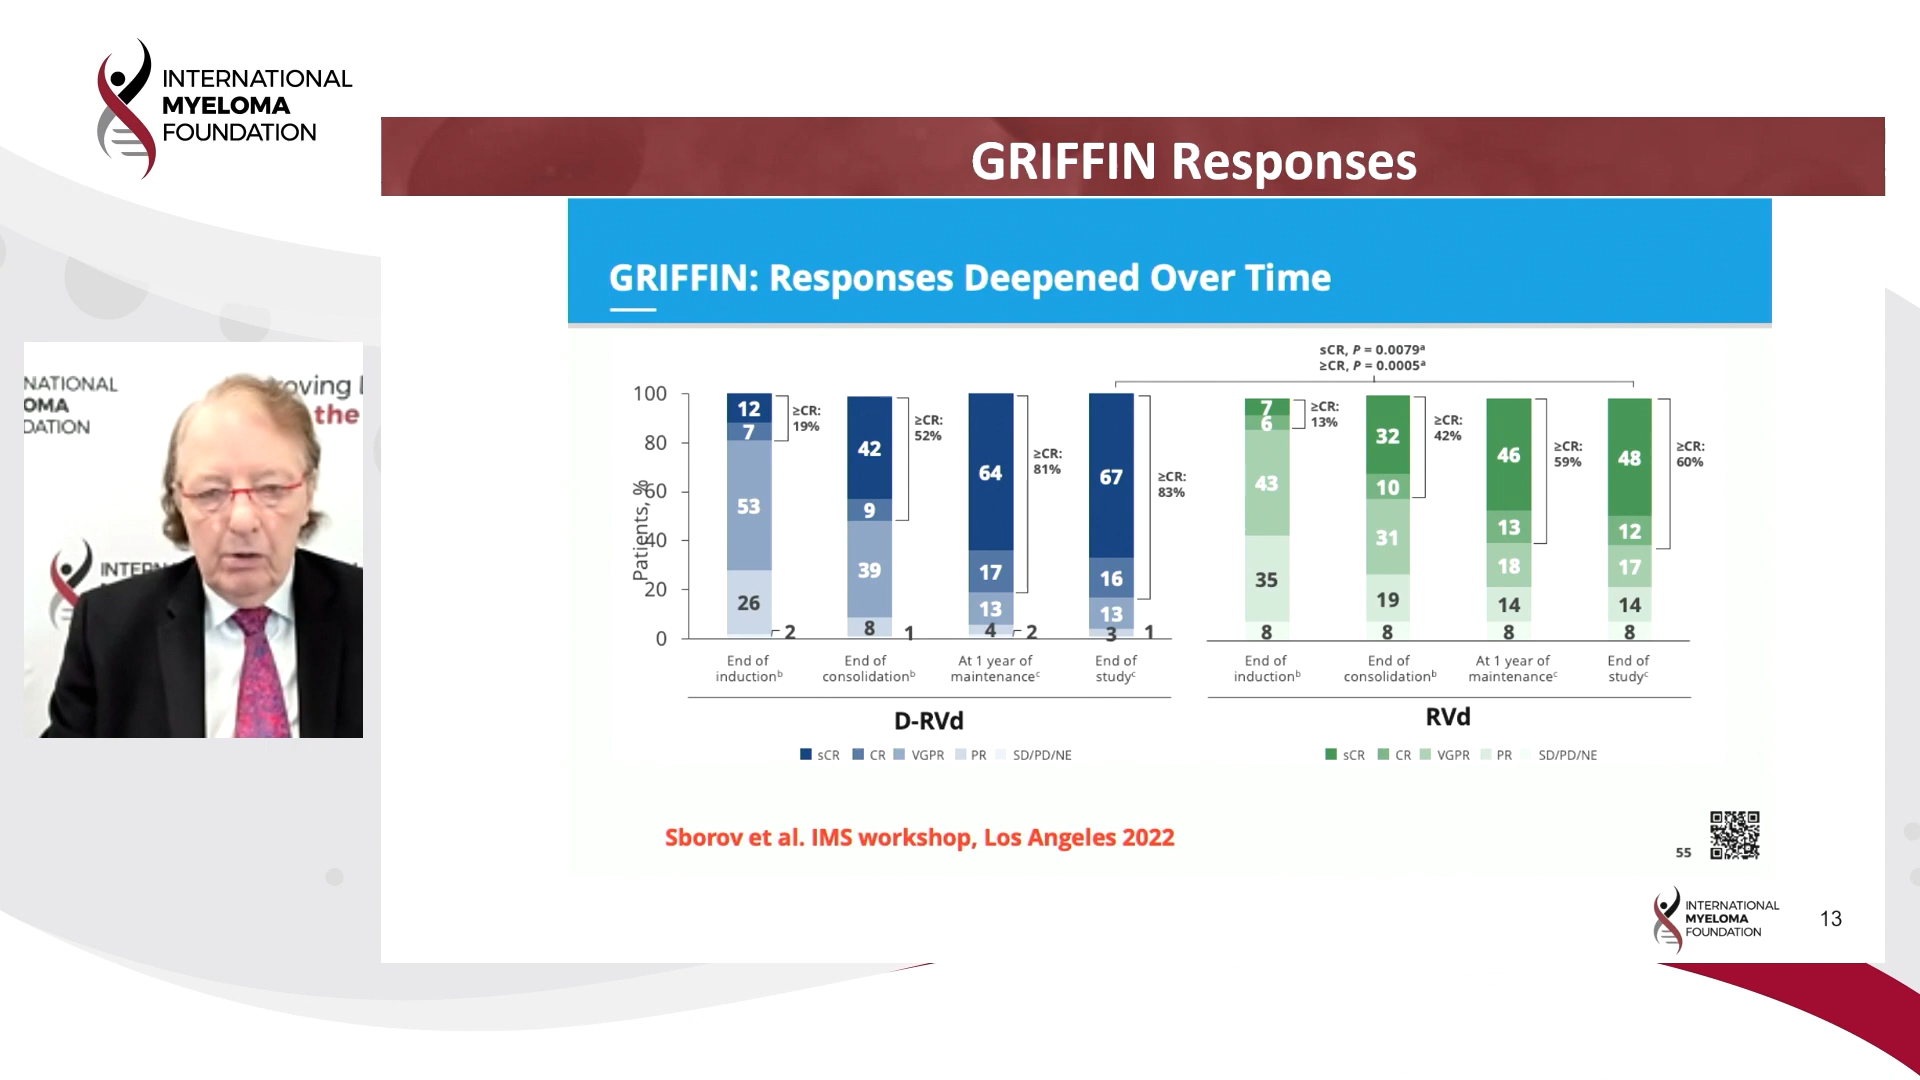 INTERNATIONAL
MYELOMA
FOUNDATION
GRIFFIN Responses
GRIFFIN: Responses Deepened Over Time
NATIONAL
OMA
DATION
oving
the
INTERN
sCR, P = 0.0079ª
≥CR, P = 0.0005ª
Patients, %
100
80
60
40
20
0
12
7
53
26
2
≥CR:
19%
42
9
39
8
1
≥CR:
52%
64
17
13
4
2
≥CR:
81%
67
16
13
3
1
≥CR:
83%
7
6
43
35
8
≥CR:
13%
32
10
31
19
8
≥CR:
42%
46
13
18
14
8
≥CR:
59%
48
12
17
14
8
≥CR:
60%
End of
inductionᵇ
End of
consolidationᵇ
At 1 year of
maintenanceᶜ
End of
studyᶜ
End of
inductionᵇ
End of
consolidationᵇ
At 1 year of
maintenanceᶜ
End of
studyᶜ
D-RVd
RVd
sCR CR VGPR PR SD/PD/NE
sCR CR VGPR PR SD/PD/NE
Sborov et al. IMS workshop, Los Angeles 2022
55
INTERNATIONAL
MYELOMA
FOUNDATION
13